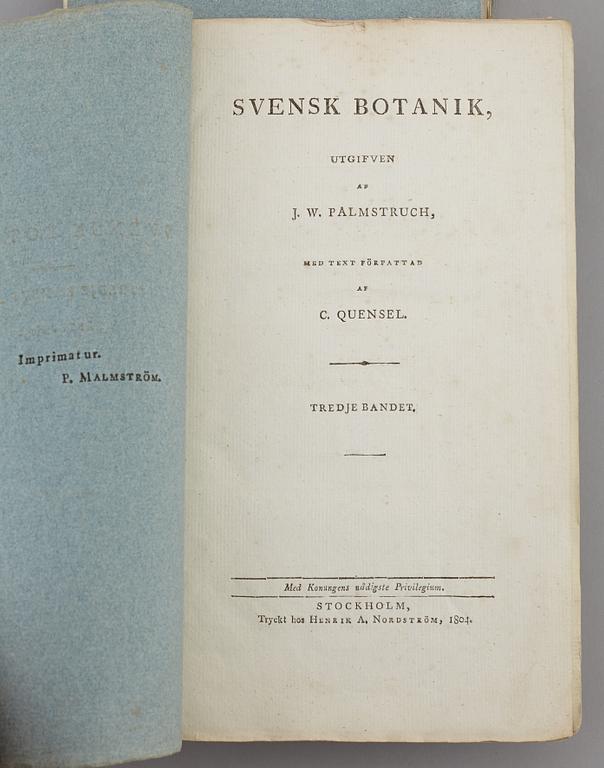 Imprimatur.
P. MALMSTRÖM.
SVENSK BOTANIK,
UTGIFVEN
AF
J. W. PALMSTRUCH,
MED TEXT FÖRFATTAD
AF
C. QUENSEL.
TREDJE BANDET.
Med Konungens nådigste Privilegium.
STOCKHOLM,
Tryckt hos HENRIK A. NORDSTRÖM, 1804.